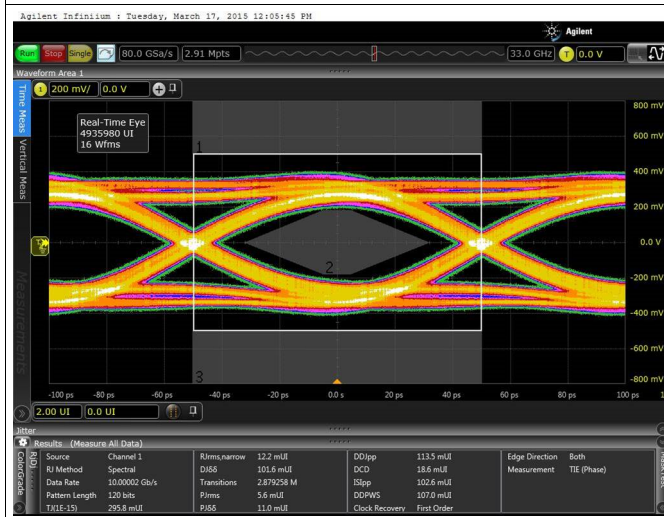 Agilent Infiniium : Tuesday, March 17, 2015 12:05:45 PM
Agilent
Run Stop Single 80.0 GSa/s 2.91 Mpts 33.0 GHz T 0.0 V
Waveform Area 1
1 200 mV/ 0.0 V
Time Meas
Vertical Meas
Measurements
Real-Time Eye
4935980 UI
16 Wfms
1
2
3
800 mV
600 mV
400 mV
200 mV
0.0 V
-200 mV
-400 mV
-600 mV
-800 mV
-100 ps -80 ps -60 ps -40 ps -20 ps 0.0 s 20 ps 40 ps 60 ps 80 ps 100 ps
2.00 UI 0.0 UI
Jitter
Results (Measure All Data)
ColorGrade
RJDJ
Source Channel 1 RJrms,narrow 12.2 mUI DDJpp 113.5 mUI Edge Direction Both
RJ Method Spectral DJδδ 101.6 mUI DCD 18.6 mUI Measurement TIE (Phase)
Data Rate 10.00002 Gb/s Transitions 2.879258 M ISIpp 102.6 mUI
Pattern Length 120 bits PJrms 5.6 mUI DDPWS 107.0 mUI
TJ(1E-15) 295.8 mUI PJδδ 11.0 mUI Clock Recovery First Order